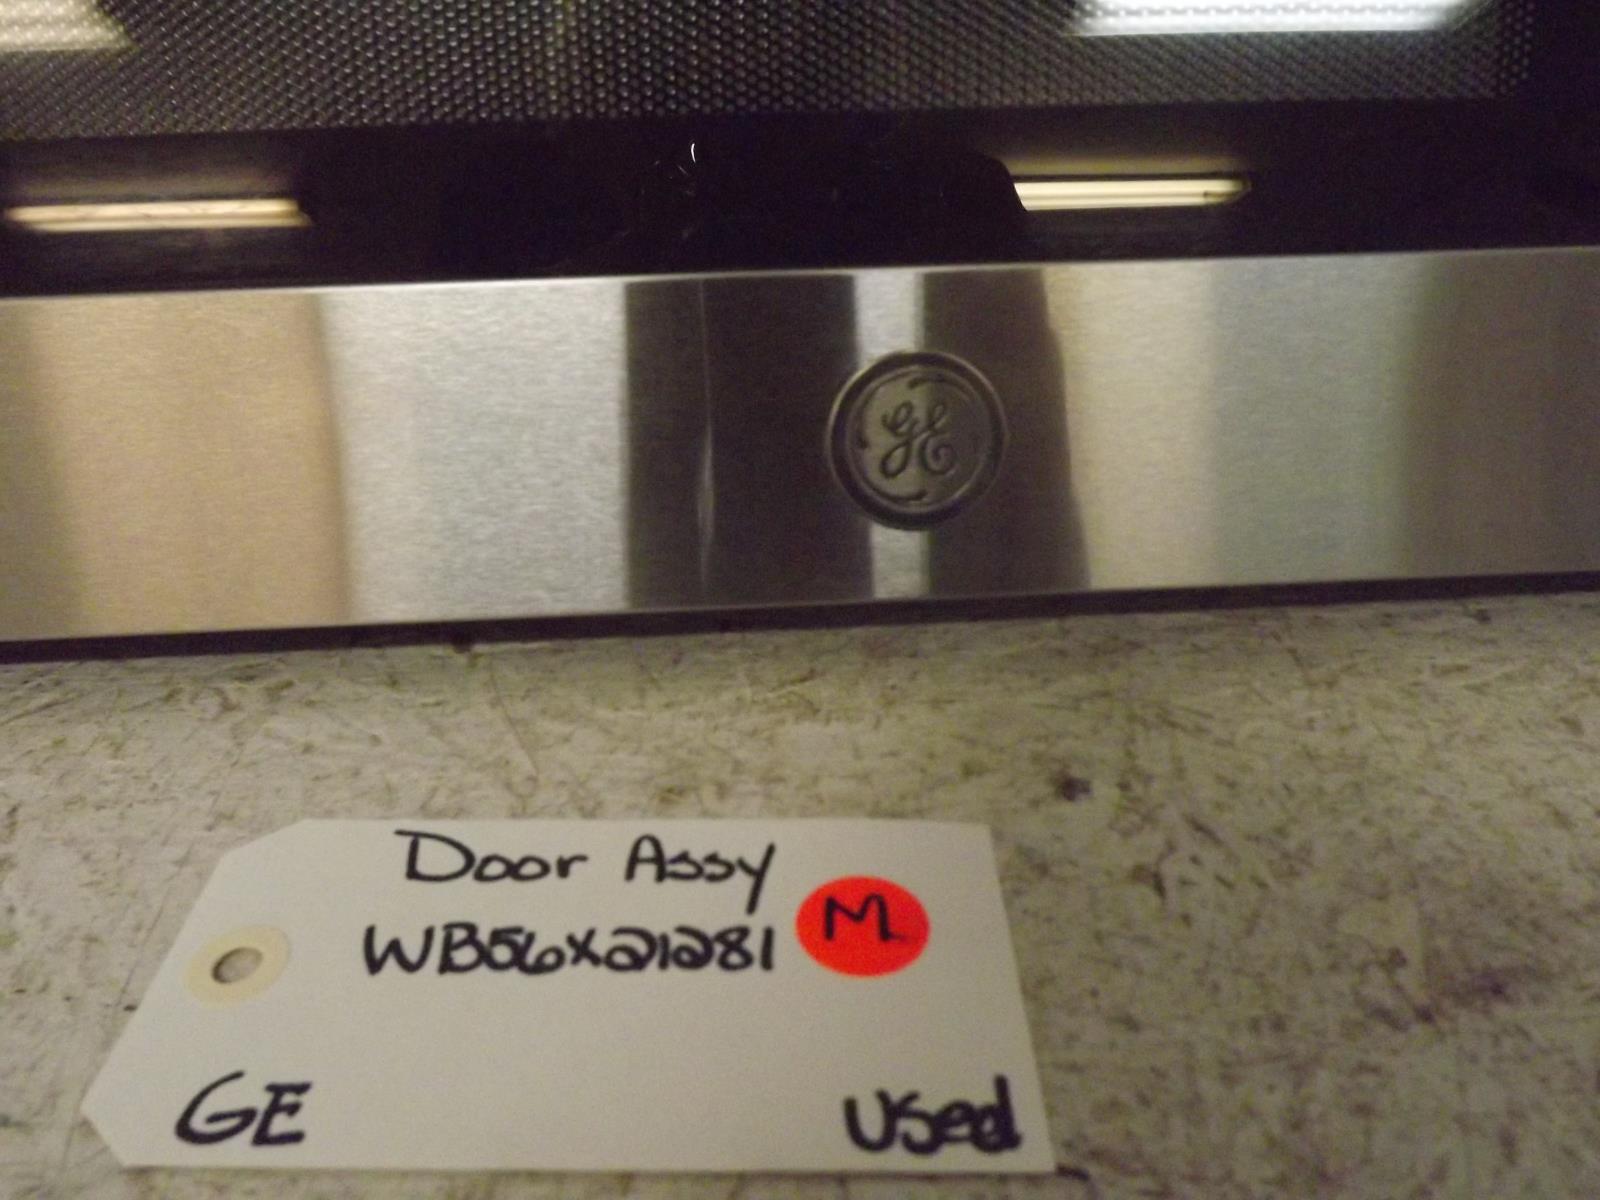 GE
Door Assy
WB56x21281
M
GE
Used